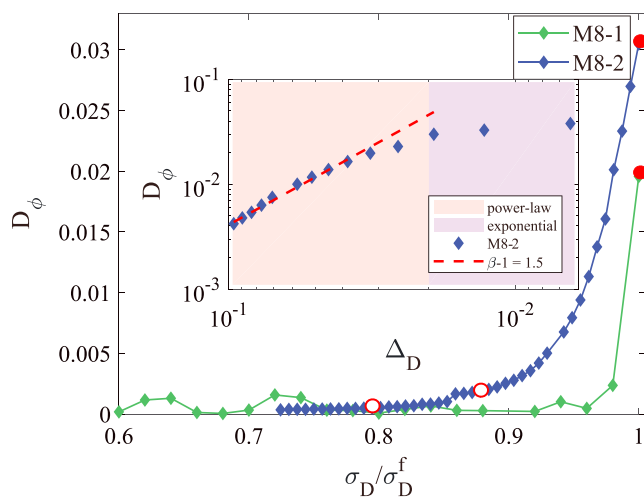 M8-1
M8-2
0.03
0.025
0.02
0.015
0.01
0.005
0
D_ϕ
10^-1
10^-2
10^-3
D_ϕ
power-law
exponential
M8-2
β-1 = 1.5
10^-1
10^-2
Δ_D
0.6
0.7
0.8
0.9
1
σ_D/σ_D^f